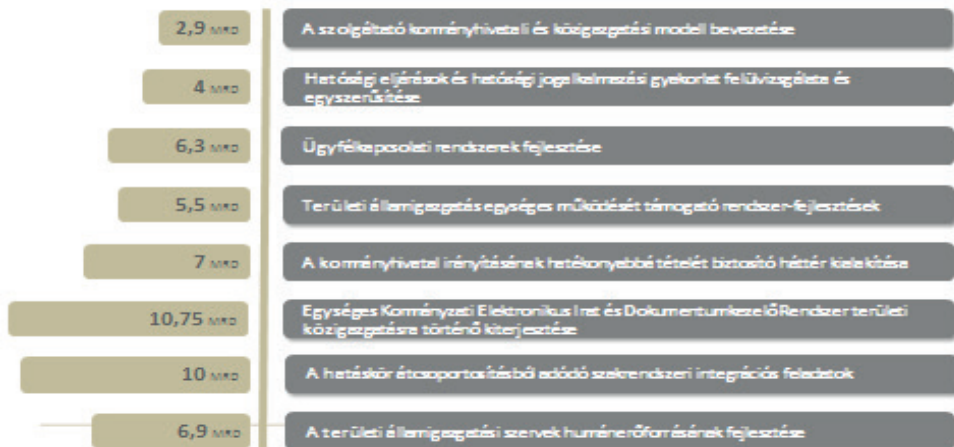 2,9 MRD A szolgáltató kormányhivatali és közigazgatási modell bevezetése
4 MRD Hatósági eljárások és hatósági jogalkalmazási gyakorlat felülvizsgálata és
egyszerűsítése
6,3 MRD Ügyfélkapcsolati rendszerek fejlesztése
5,5 MRD Területi államigazgatás egységes működését támogató rendszer-fejlesztések
7 MRD A kormányhivatal irányításának hatékonyabbá tételét biztosító háttér kialakítása
10,75 MRD Egységes Kormányzati Elektronikus Irat és Dokumentumkezelő Rendszer területi
közigazgatásra történő kiterjesztése
10 MRD A hatáskör átcsoportosításból adódó szakrendszeri integrációs feladatok
6,9 MRD A területi államigazgatási szervek humánerőforrásának fejlesztése